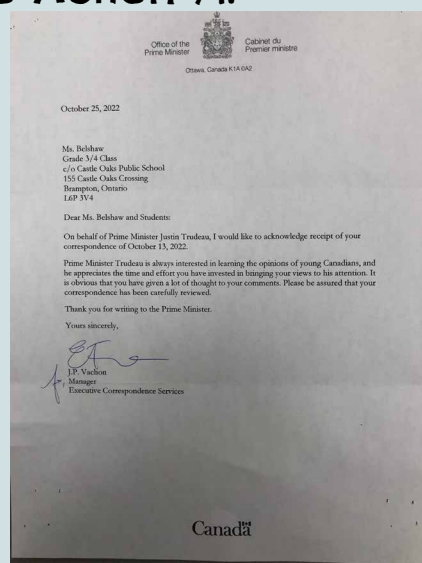 Office of the Prime Minister
Cabinet du Premier ministre
Ottawa, Canada K1A 0A2
October 25, 2022
Ms. Belshaw
Grade 3/4 Class
c/o Castle Oaks Public School
155 Castle Oaks Crossing
Brampton, Ontario
L6P 3V4
Dear Ms. Belshaw and Students:
On behalf of Prime Minister Justin Trudeau, I would like to acknowledge receipt of your
correspondence of October 13, 2022.
Prime Minister Trudeau is always interested in learning the opinions of young Canadians, and
he appreciates the time and effort you have invested in bringing your views to his attention. It
is obvious that you have given a lot of thought to your comments. Please be assured that your
correspondence has been carefully reviewed.
Thank you for writing to the Prime Minister.
Yours sincerely,
J.P. Vachon
Manager
Executive Correspondence Services
Canada